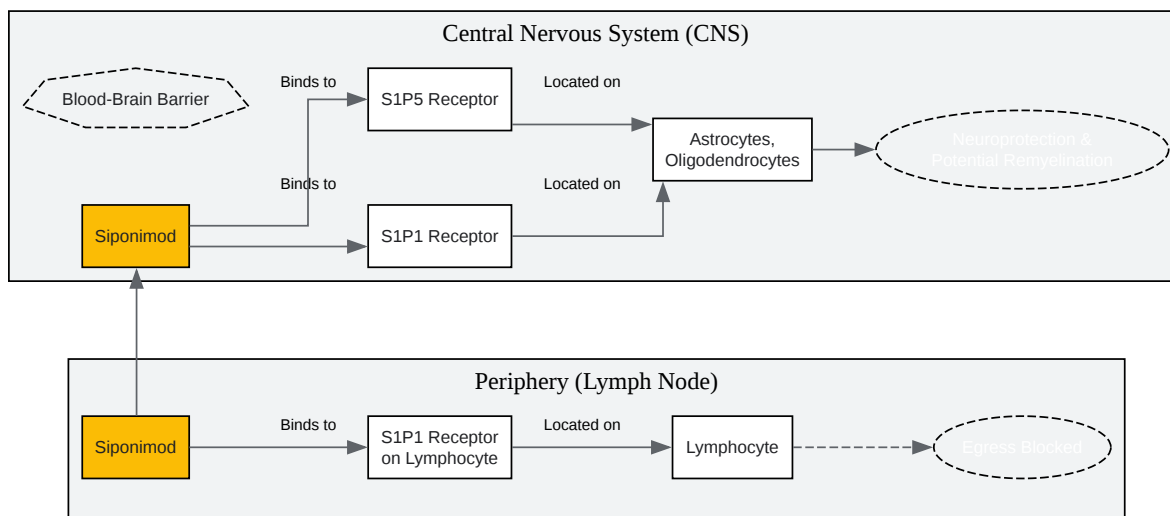 Central Nervous System (CNS)
Blood-Brain Barrier
Binds to
S1P5 Receptor
Located on
Astrocytes,
Oligodendrocytes
Neuroprotection &
Potential Remyelination
Binds to
Located on
Siponimod
S1P1 Receptor
Periphery (Lymph Node)
Siponimod
Binds to
S1P1 Receptor
on Lymphocyte
Located on
Lymphocyte
Egress Blocked